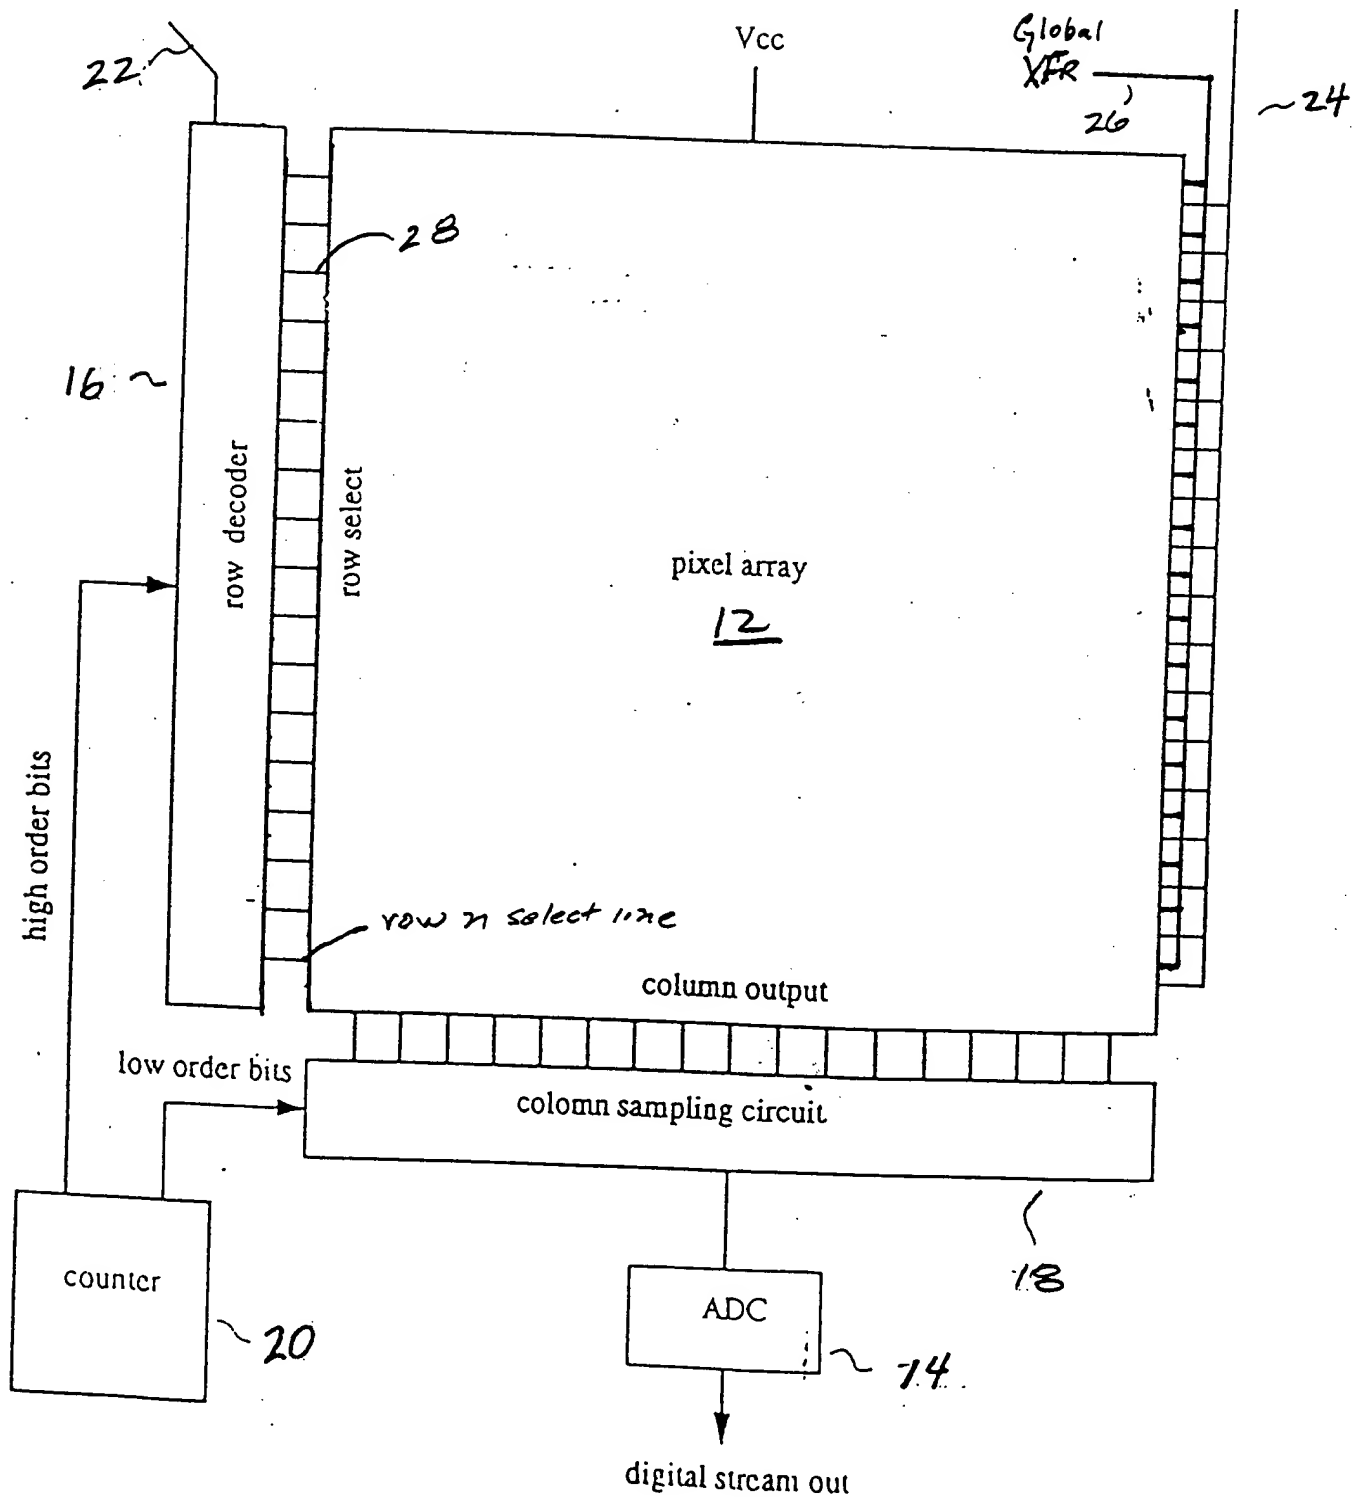 Vcc
Global
XFR
26
24
22
28
16
row decoder
row select
pixel array
12
high order bits
row n select line
column output
low order bits
colomn sampling circuit
18
counter
20
ADC
14
digital stream out